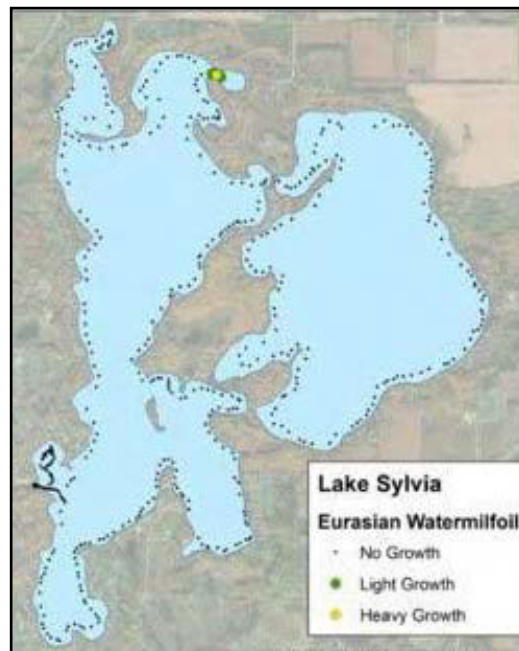 Lake Sylvia
Eurasian Watermilfoil
No Growth
Light Growth
Heavy Growth